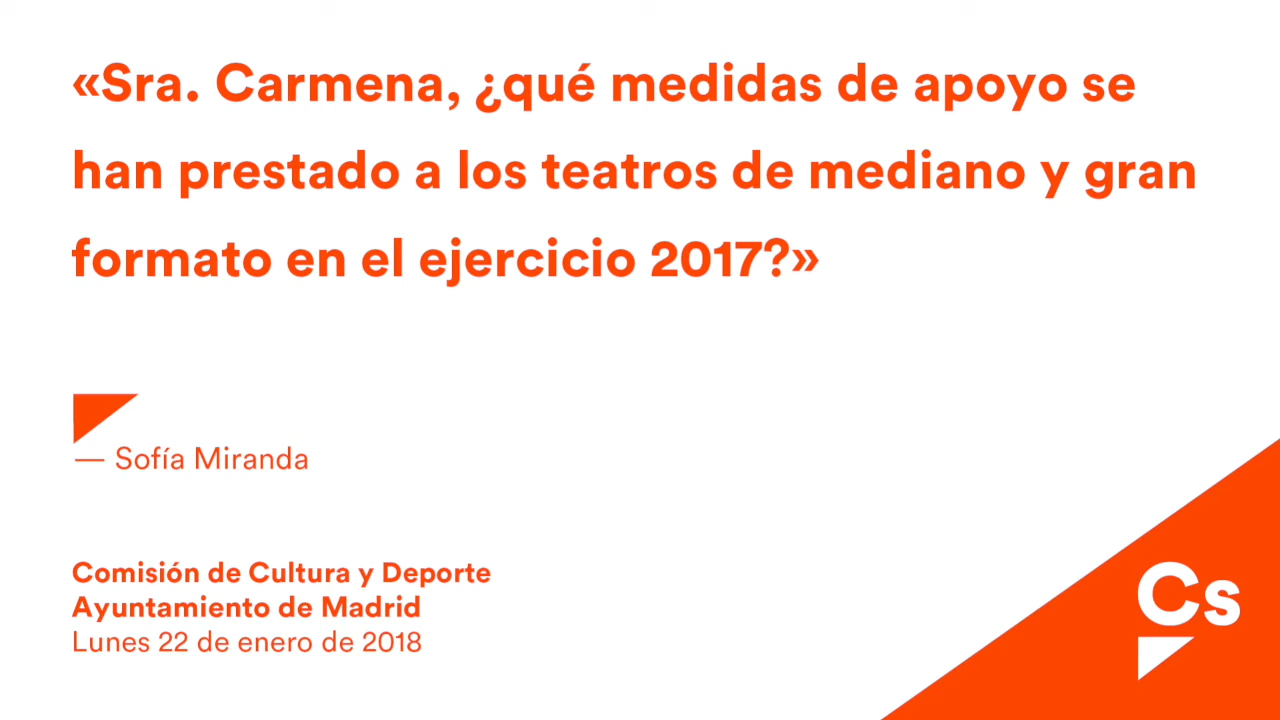 «Sra. Carmena, ¿qué medidas de apoyo se
han prestado a los teatros de mediano y gran
formato en el ejercicio 2017?»
— Sofía Miranda
Comisión de Cultura y Deporte
Ayuntamiento de Madrid
Lunes 22 de enero de 2018
Cs